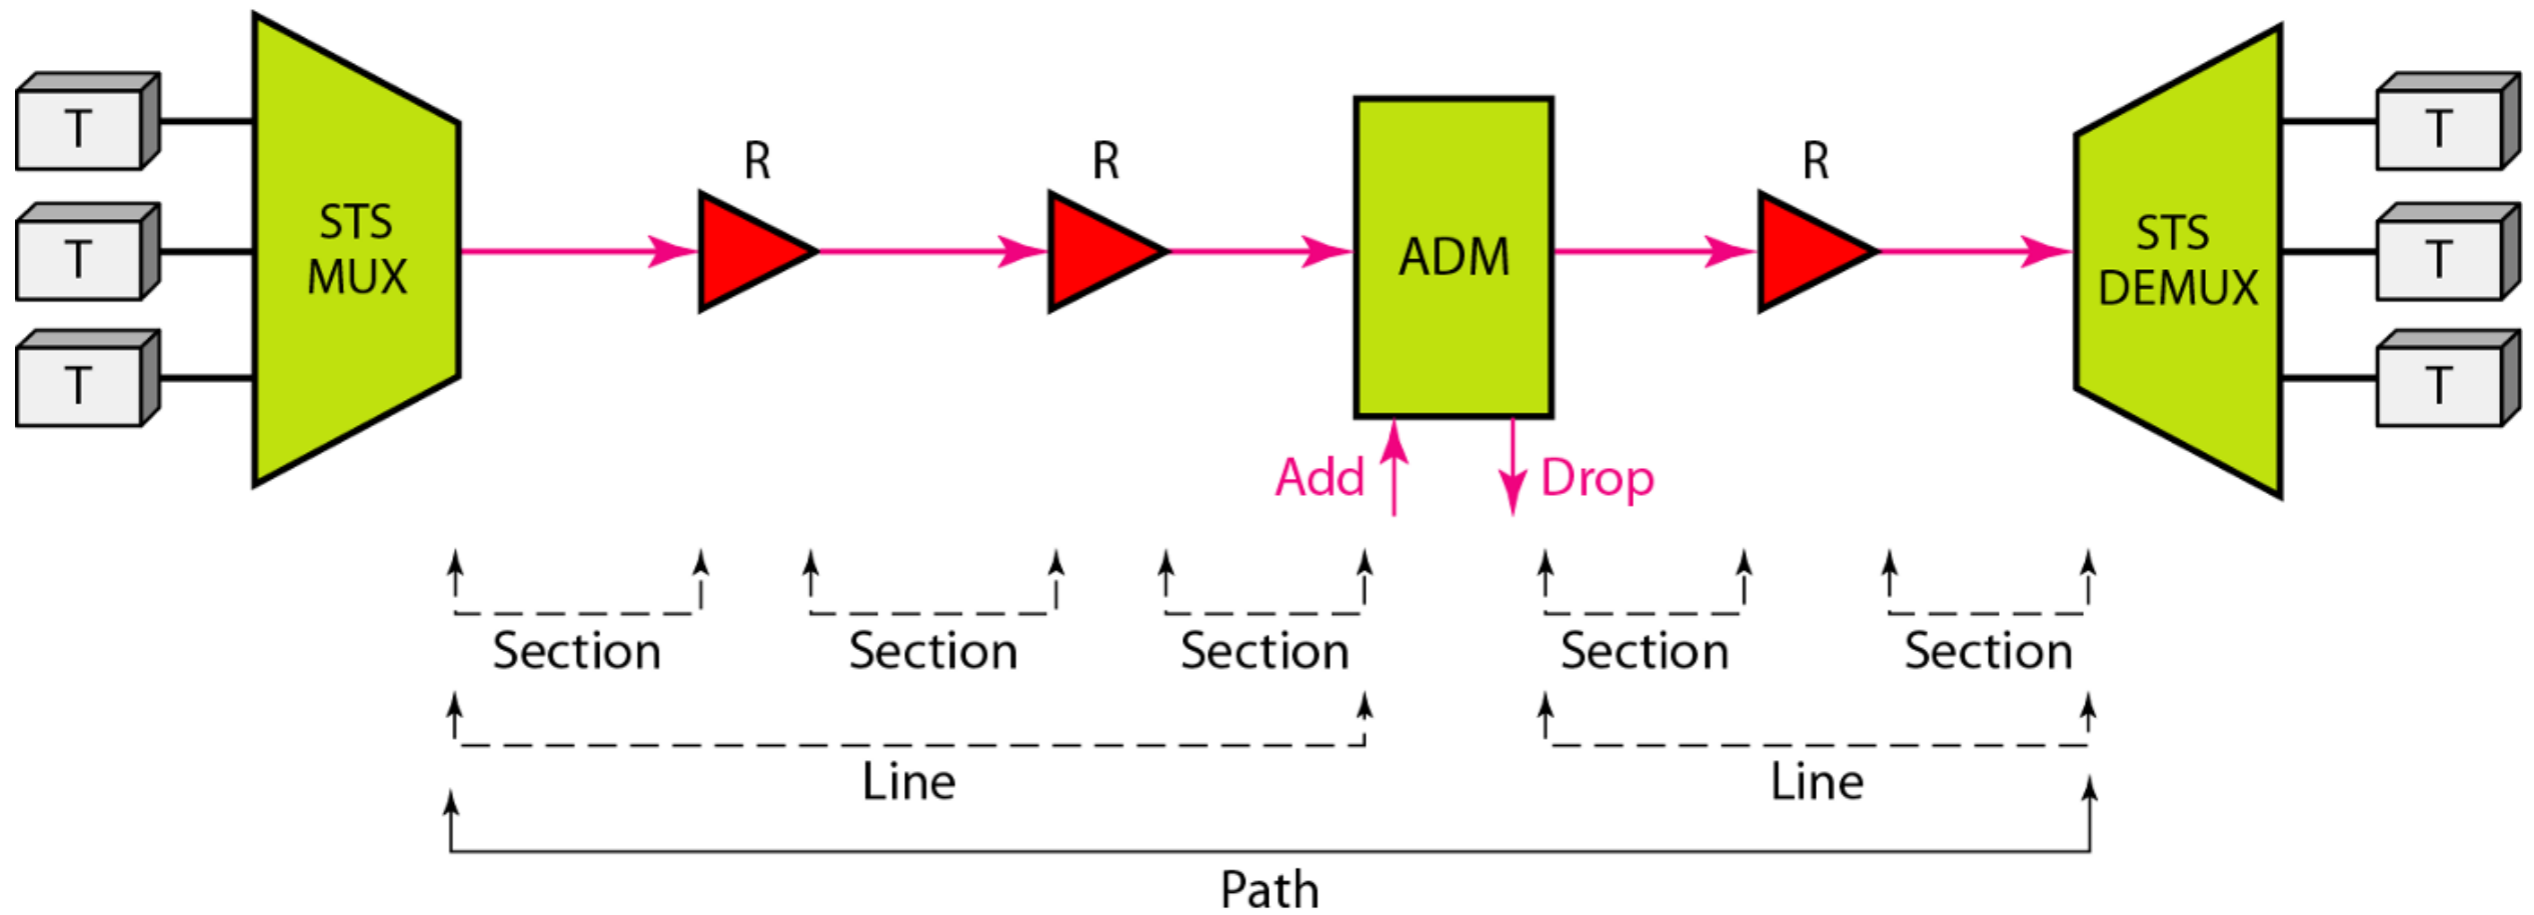 R
R
R
T
T
T
STS
MUX
ADM
STS
DEMUX
T
T
T
Add
Drop
Section
Section
Section
Section
Section
Line
Line
Path